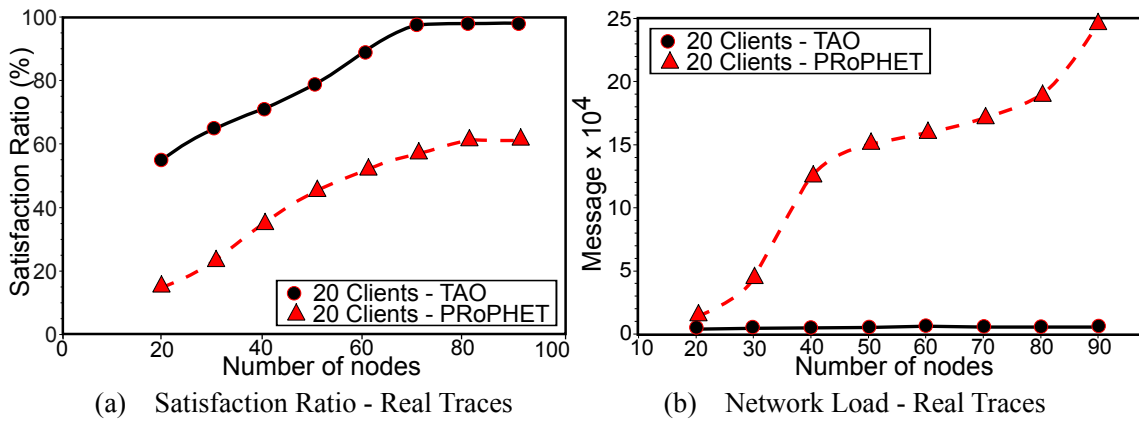 100
80
60
40
20
0
Satisfaction Ratio (%)
20 Clients - TAO
20 Clients - PRoPHET
0 20 40 60 80 100
Number of nodes
(a) Satisfaction Ratio - Real Traces
25
20
15
10
5
0
Message x 10^4
20 Clients - TAO
20 Clients - PRoPHET
10 20 30 40 50 60 70 80 90
Number of nodes
(b) Network Load - Real Traces